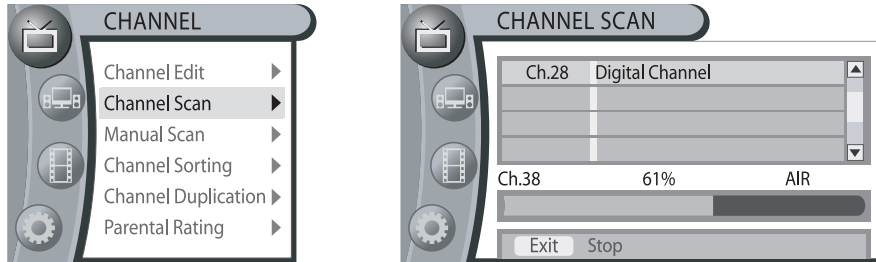 CHANNEL
Channel Edit
Channel Scan
Manual Scan
Channel Sorting
Channel Duplication
Parental Rating
CHANNEL SCAN
Ch.28 Digital Channel
Ch.38 61% AIR
Exit Stop